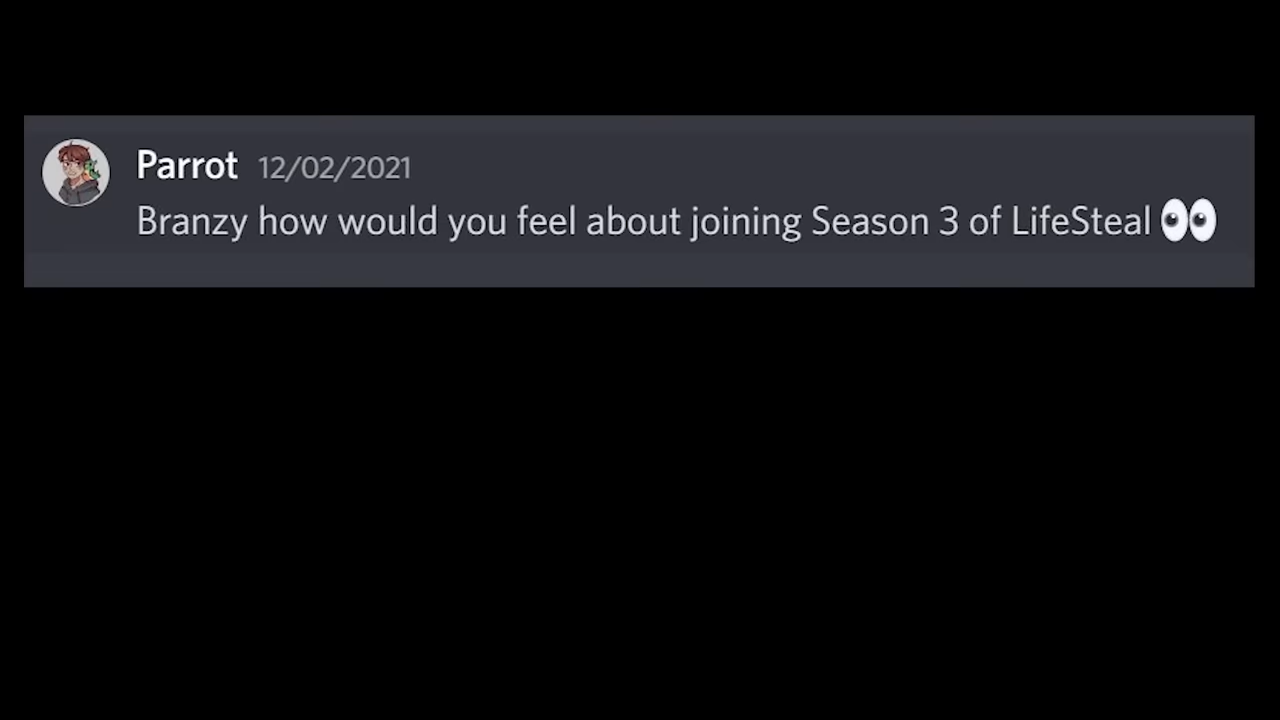 Parrot 12/02/2021
Branzy how would you feel about joining Season 3 of LifeSteal 👀